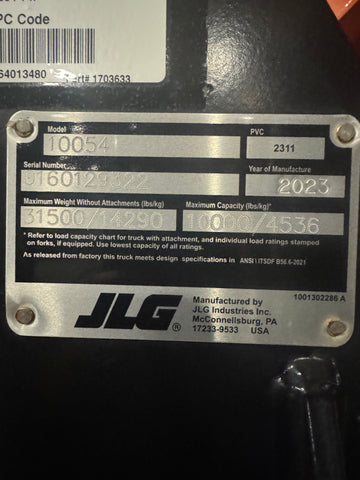 PC Code
64013480
Part# 1703633
Model
10054
PVC
2311
Serial Number
Year of Manufacture
2023
Maximum Weight Without Attachments (lbs/kg)
31500/14290
Maximum Capacity (lbs/kg)*
10000/4536
* Refer to load capacity chart for truck with attachment, and individual load ratings stamped
on forks, if equipped. Use lowest capacity of all ratings.
As released from factory this truck meets design specifications in ANSI \ ITSDF B56.6-2021
1001302286 A
JLG®
Manufactured by
JLG Industries Inc.
McConnellsburg, PA
17233-9533 USA